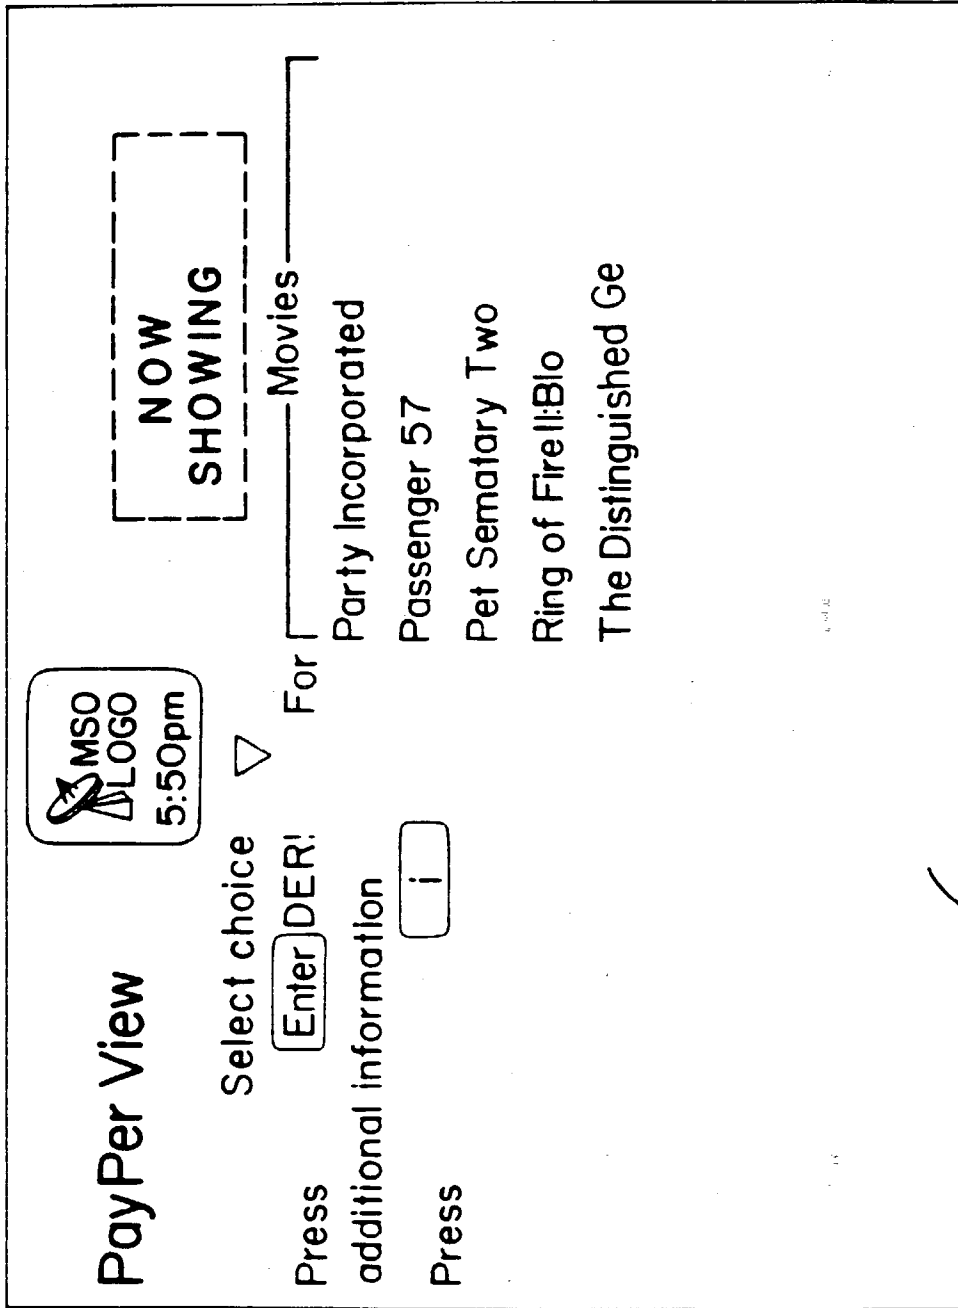 PayPer View
MSO
LOGO
5:50pm
NOW
SHOWING
Select choice
Press Enter DER! For
additional information
Press i
Movies
Party Incorporated
Passenger 57
Pet Sematary Two
Ring of Fire II:Blo
The Distinguished Ge